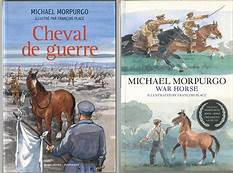 MICHAEL MORPURGO
ILLUSTRÉ PAR FRANÇOIS PLACE
Cheval
de guerre
MICHAEL MORPURGO
WAR HORSE
ILLUSTRATED BY FRANÇOIS PLACE